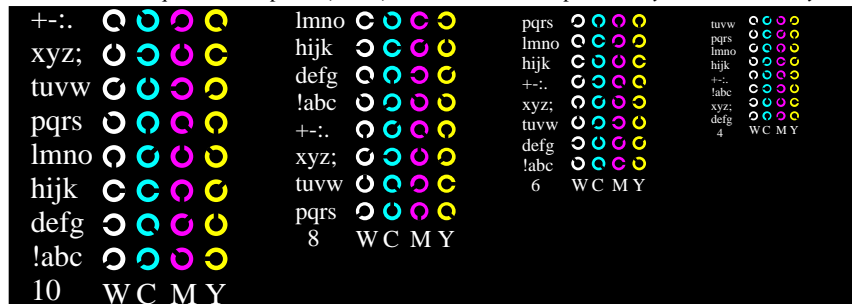 +-:.
xyz;
tuvw
pqrs
lmno
hijk
defg
!abc
10 W C M Y
lmno
hijk
defg
!abc
+-:.
xyz;
tuvw
pqrs
8 W C M Y
pqrs
lmno
hijk
+-:.
xyz;
tuvw
defg
!abc
6 W C M Y
tuvw
pqrs
lmno
hijk
+-:.
!abc
xyz;
defg
4 W C M Y